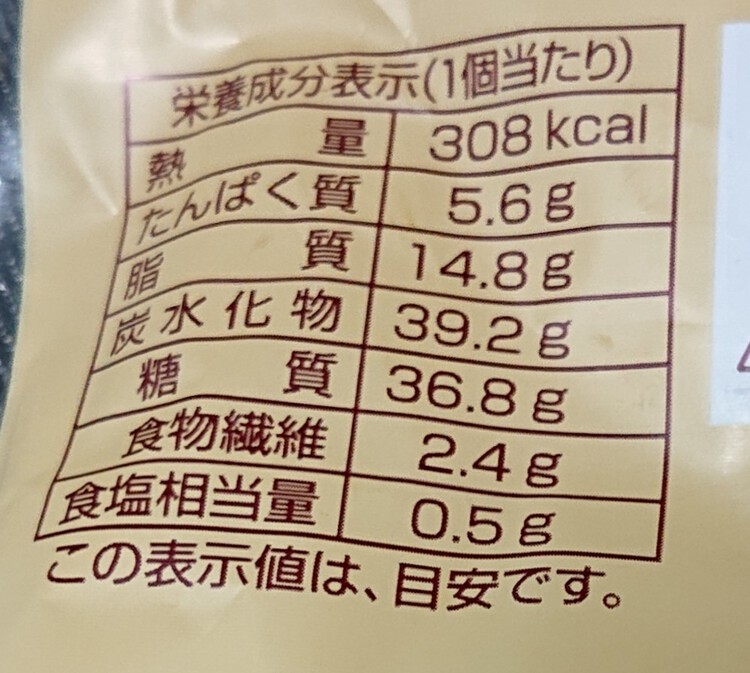 栄養成分表示(1個当たり)
熱量 308kcal
たんぱく質 5.6g
脂質 14.8g
炭水化物 39.2g
糖質 36.8g
食物繊維 2.4g
食塩相当量 0.5g
この表示値は、目安です。